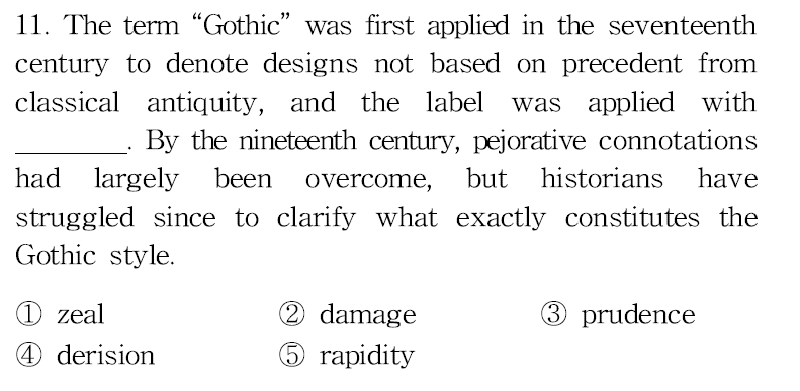 11. The term “Gothic” was first applied in the seventeenth
century to denote designs not based on precedent from
classical antiquity, and the label was applied with
________. By the nineteenth century, pejorative connotations
had largely been overcome, but historians have
struggled since to clarify what exactly constitutes the
Gothic style.
① zeal ② damage ③ prudence
④ derision ⑤ rapidity